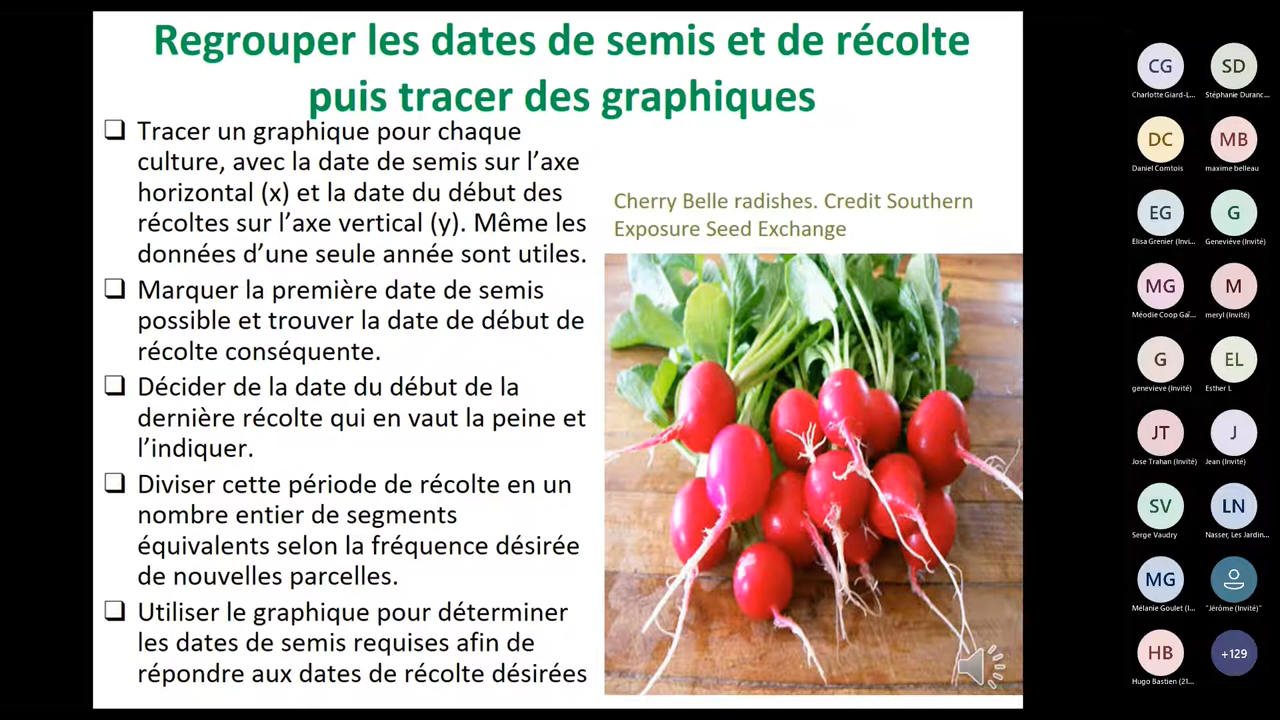 Regrouper les dates de semis et de récolte
puis tracer des graphiques
Tracer un graphique pour chaque
culture, avec la date de semis sur l’axe
horizontal (x) et la date du début des
récoltes sur l’axe vertical (y). Même les
données d’une seule année sont utiles.
Marquer la première date de semis
possible et trouver la date de début de
récolte conséquente.
Décider de la date du début de la
dernière récolte qui en vaut la peine et
l’indiquer.
Diviser cette période de récolte en un
nombre entier de segments
équivalents selon la fréquence désirée
de nouvelles parcelles.
Utiliser le graphique pour déterminer
les dates de semis requises afin de
répondre aux dates de récolte désirées
Cherry Belle radishes. Credit Southern
Exposure Seed Exchange
CG
Charlotte Giard-L...
SD
Stéphanie Duranc...
DC
Daniel Comtois
MB
maxime belleau
EG
Elisa Grenier (Invi...
G
Geneviève (Invité)
MG
Méodie Coop Gaï...
M
meryl (Invité)
G
genevieve (Invité)
EL
Esther L
JT
Jose Trahan (Invité)
J
Jean (Invité)
SV
Serge Vaudry
LN
Nasser, Les Jardin...
MG
Mélanie Goulet (I...
"Jérôme (Invité)"
HB
Hugo Bastien (21...
+129